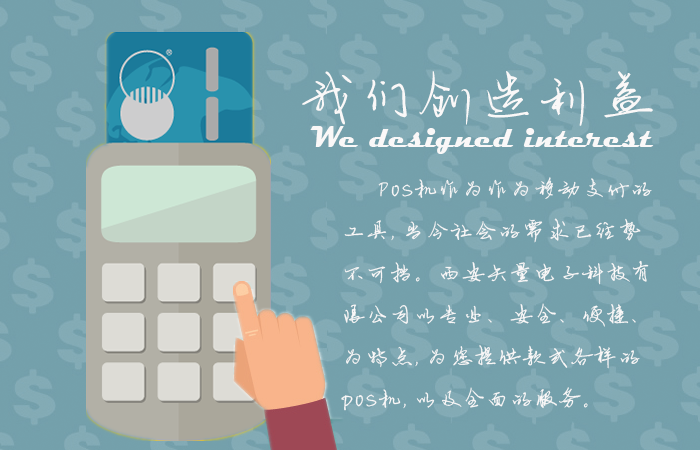 我们创造利益
We designed interest
POS机作为作为移动支付的
工具,当今社会的需求已经势
不可挡。西安矢量电子科技有
限公司以专业、安全、便捷、
为特点,为您提供款式各样的
POS机,以及全面的服务。